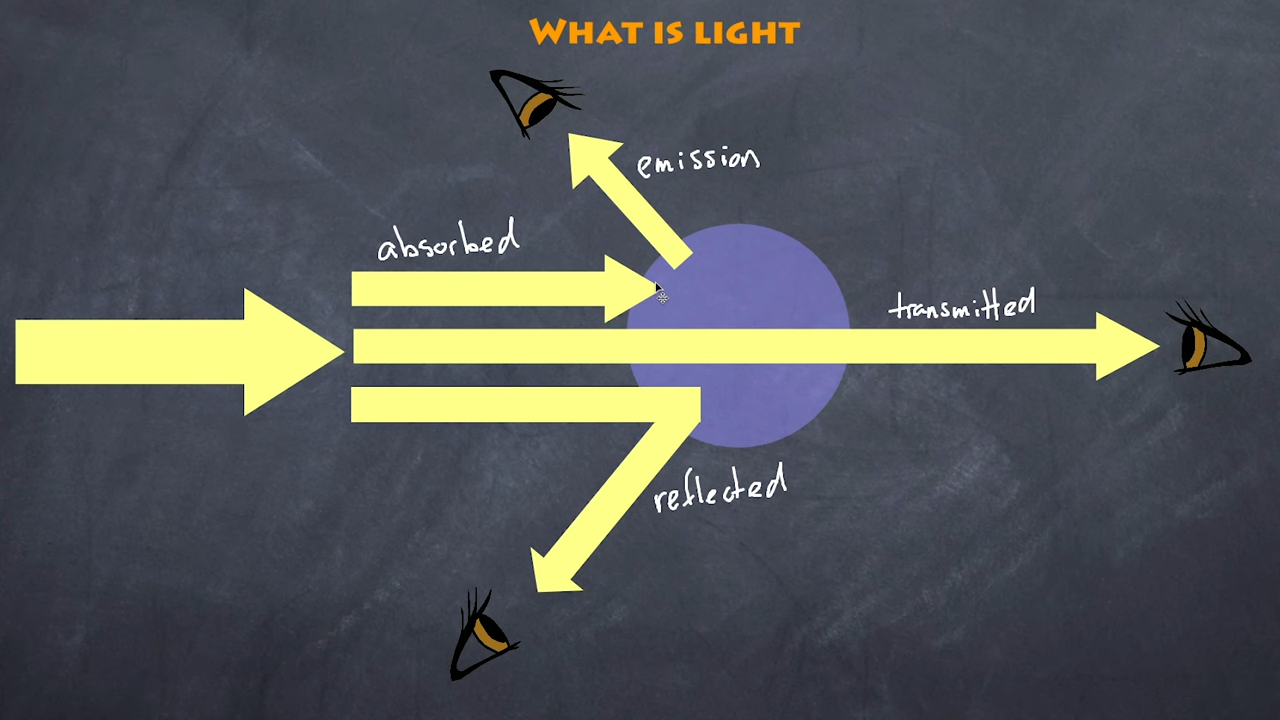 WHAT IS LIGHT
emission
absorbed
transmitted
reflected